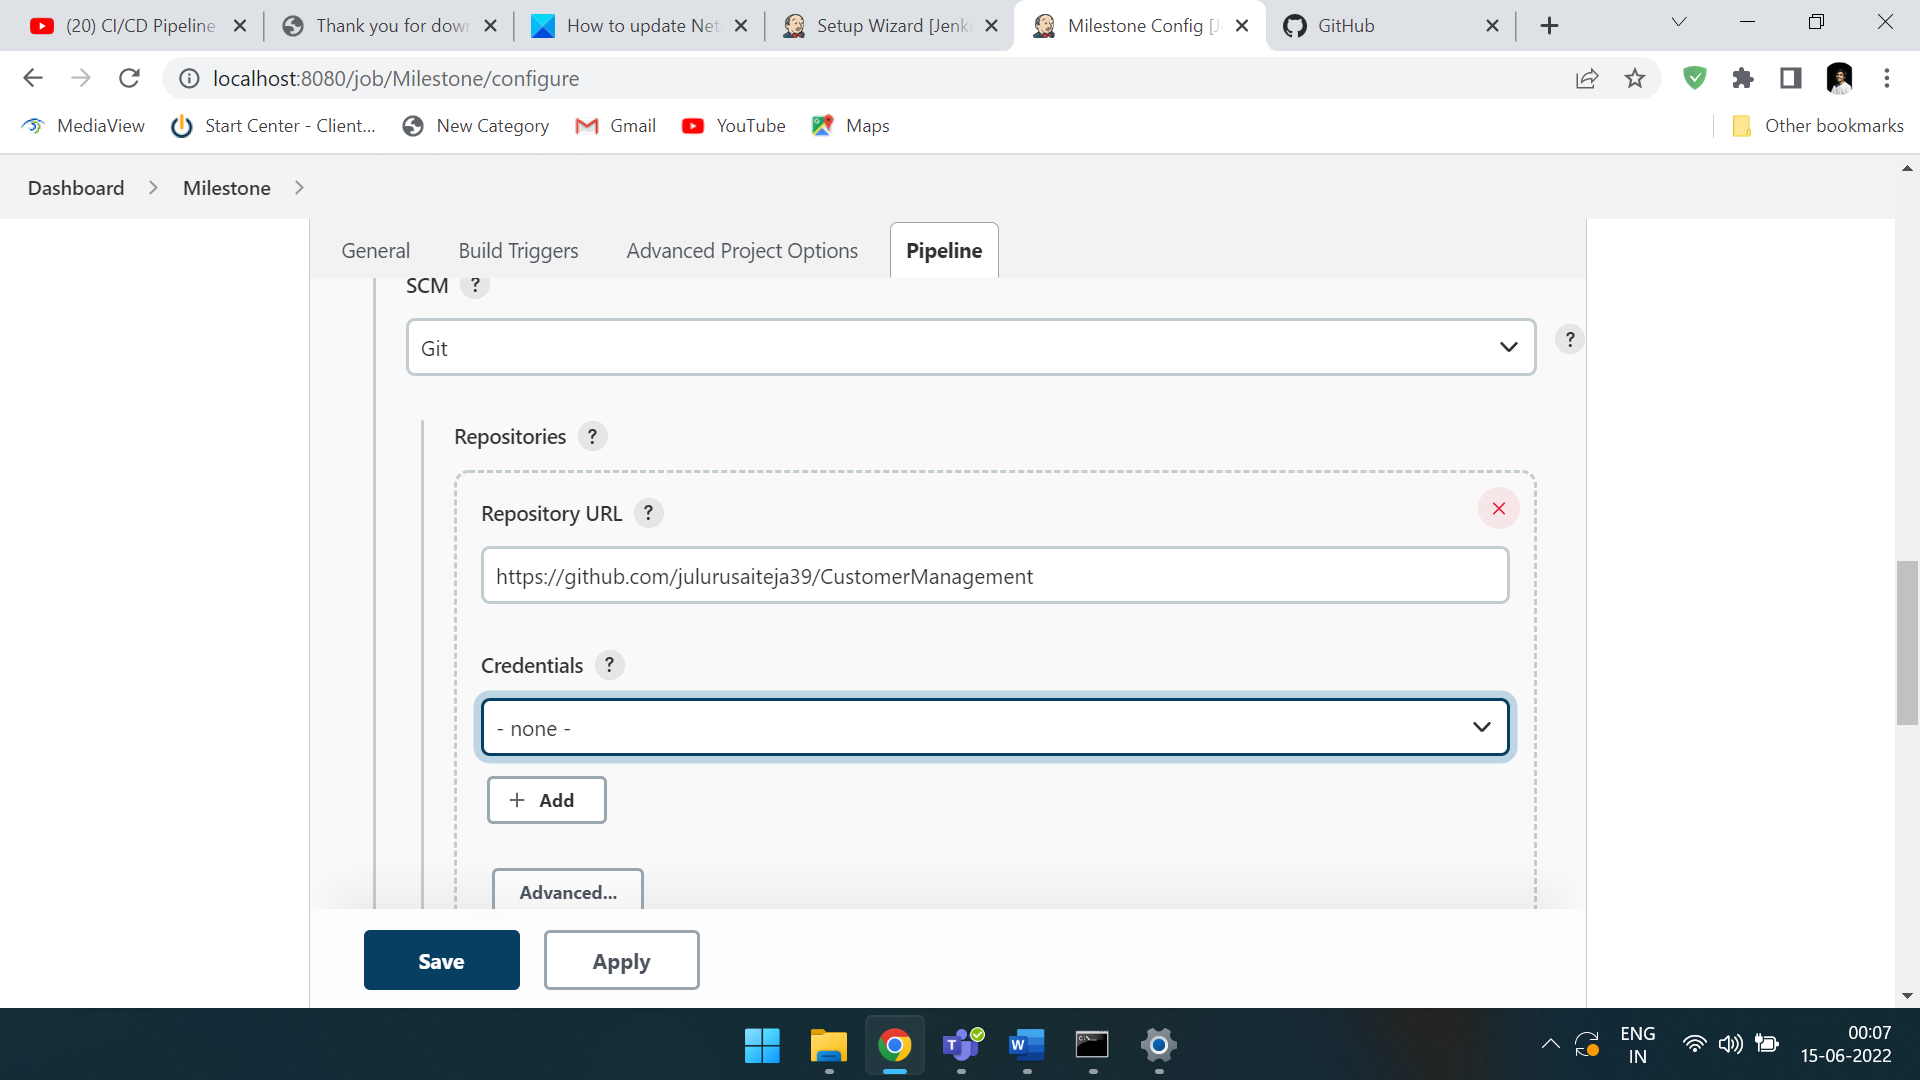 (20) CI/CD Pipeline
Thank you for dow
How to update Net
Setup Wizard [Jenki
Milestone Config [J
GitHub
localhost:8080/job/Milestone/configure
MediaView
Start Center - Client...
New Category
Gmail
YouTube
Maps
Other bookmarks
Dashboard
Milestone
General
Build Triggers
Advanced Project Options
Pipeline
SCM ?
Git
?
Repositories ?
Repository URL ?
https://github.com/julurusaiteja39/CustomerManagement
Credentials ?
- none -
+ Add
Advanced...
Save
Apply
ENG
IN
00:07
15-06-2022